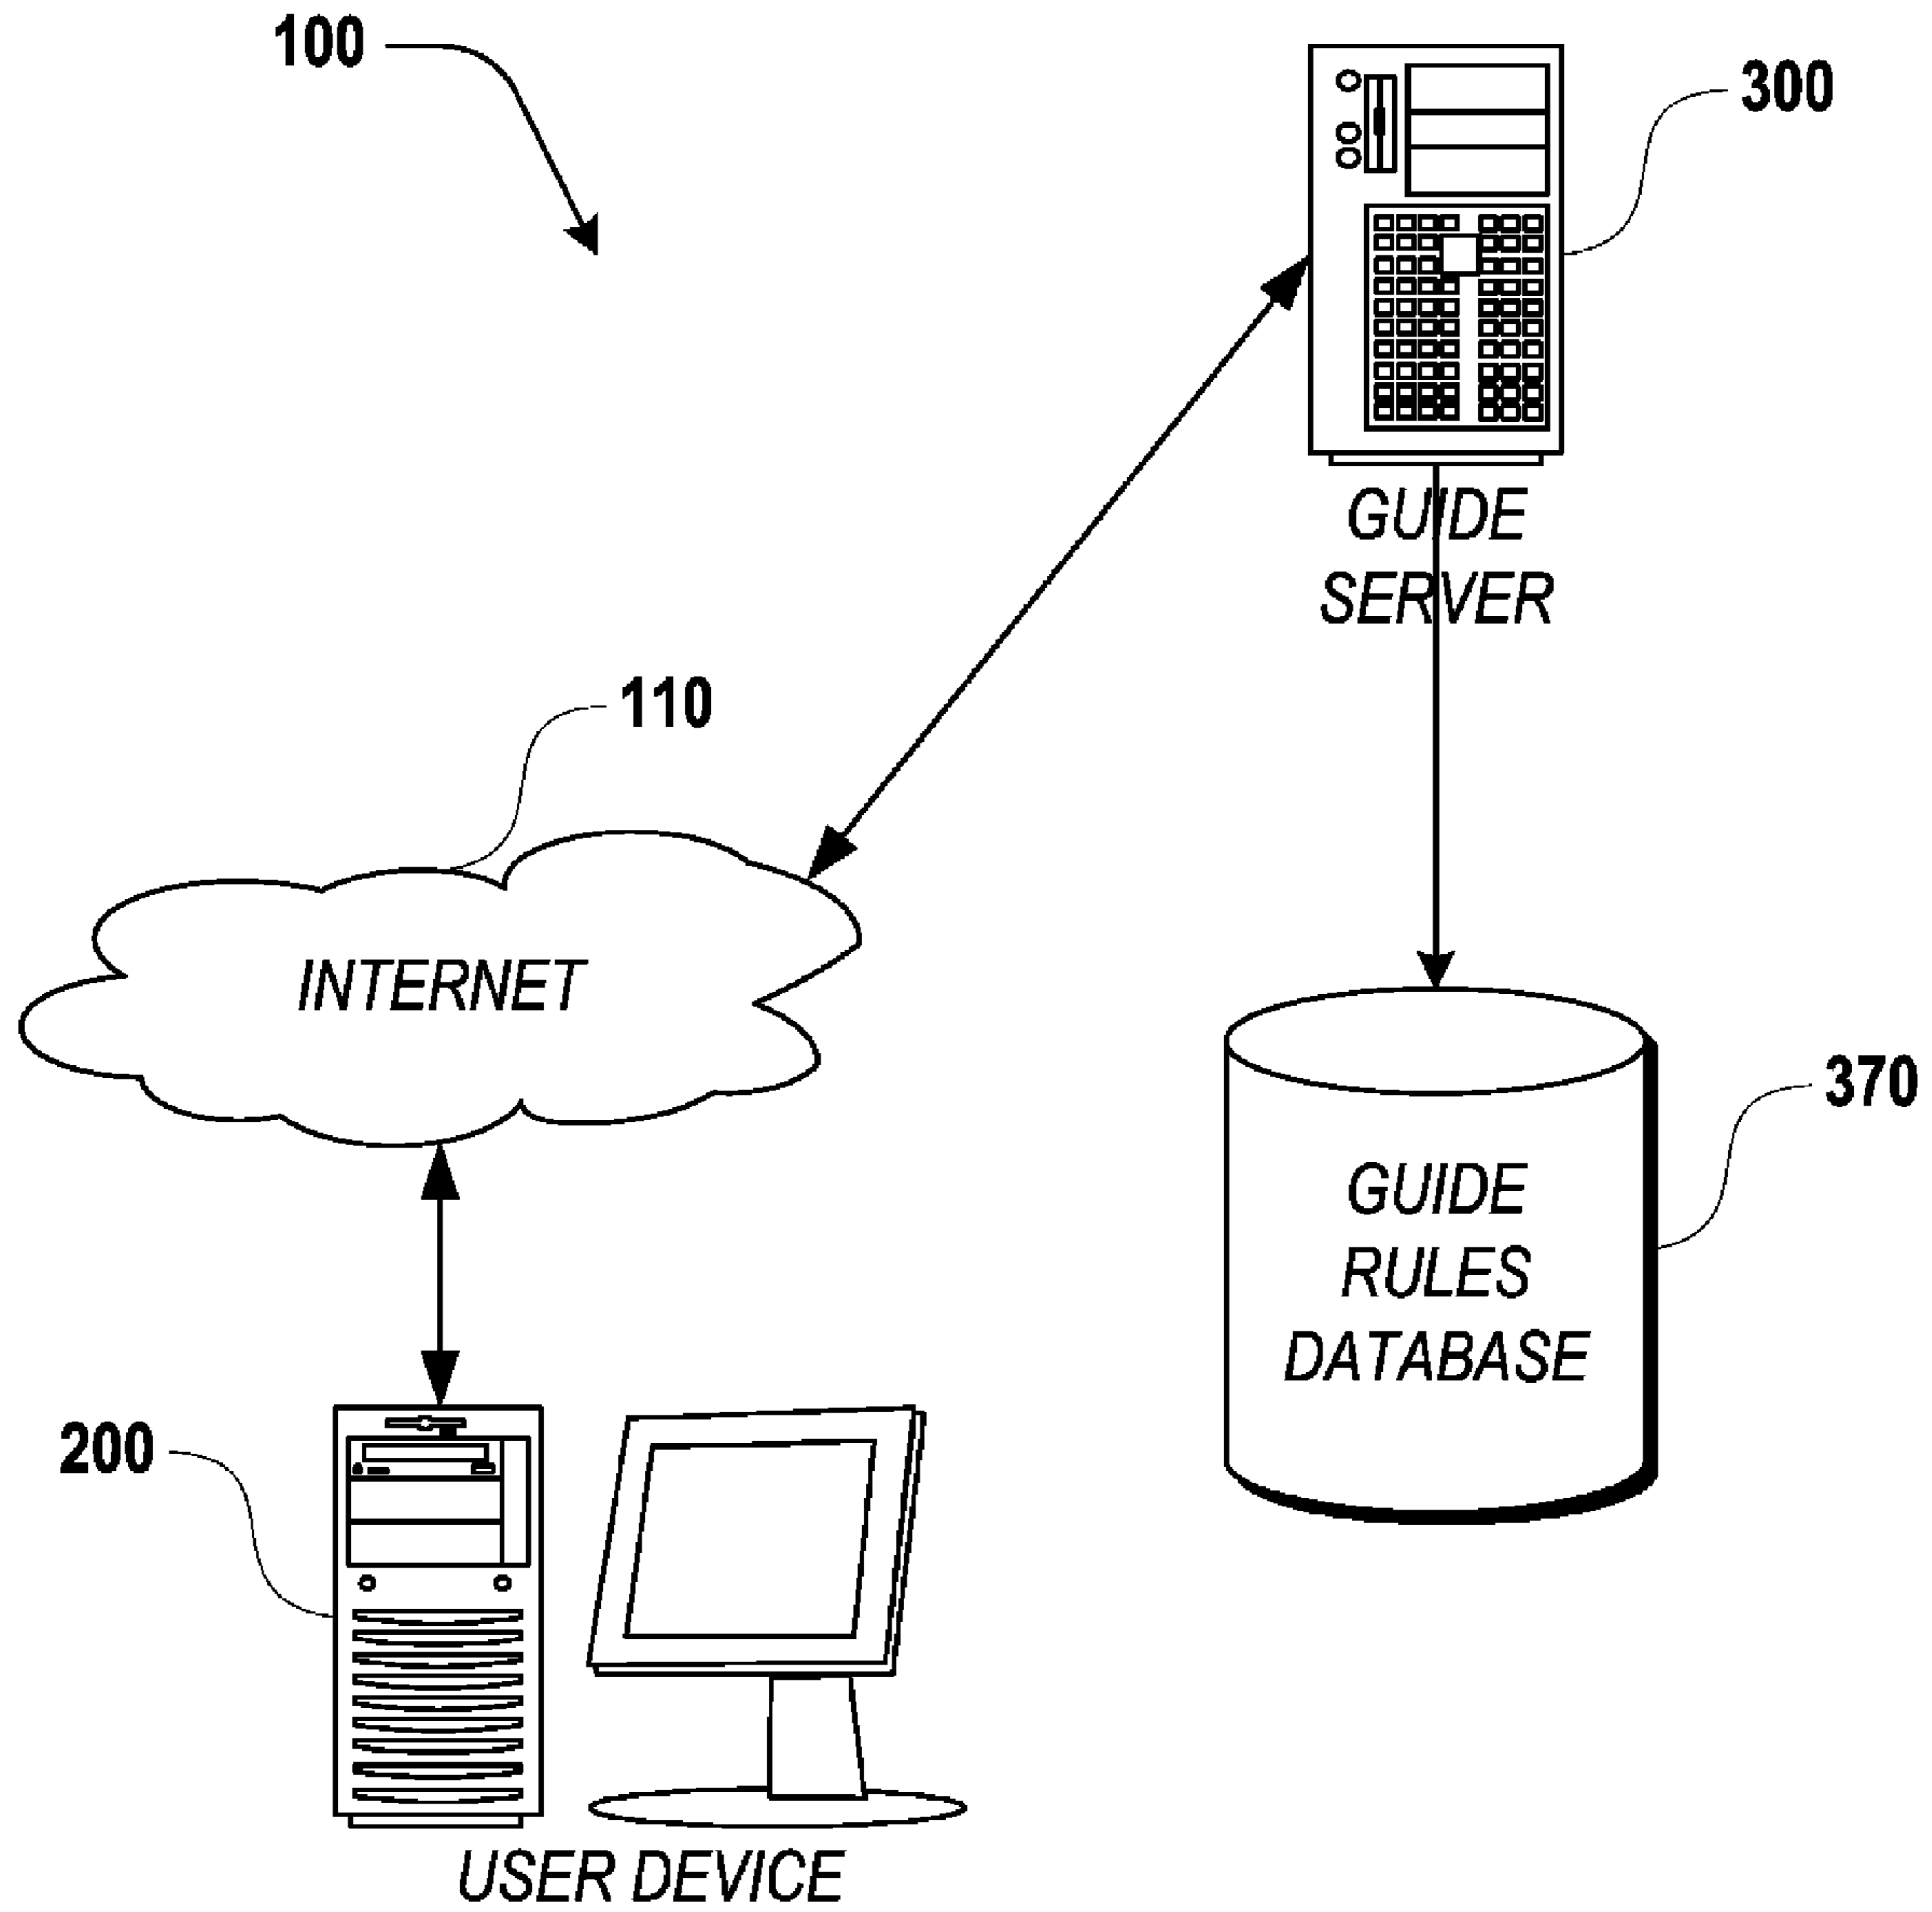 100
300
GUIDE
SERVER
110
INTERNET
370
GUIDE
RULES
DATABASE
200
USER DEVICE